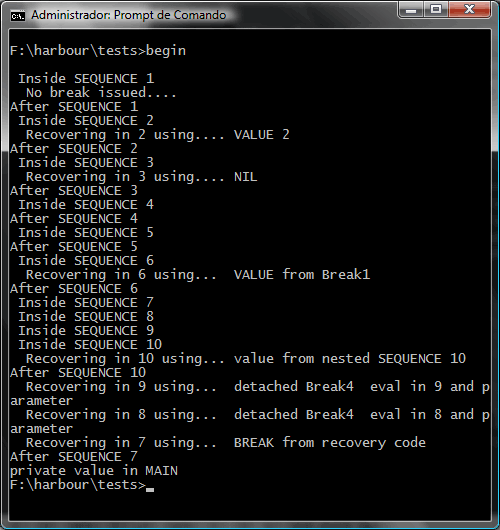 Administrador: Prompt de Comando
F:\harbour\tests>begin
Inside SEQUENCE 1
No break issued....
After SEQUENCE 1
Inside SEQUENCE 2
Recovering in 2 using.... VALUE 2
After SEQUENCE 2
Inside SEQUENCE 3
Recovering in 3 using.... NIL
After SEQUENCE 3
Inside SEQUENCE 4
After SEQUENCE 4
Inside SEQUENCE 5
After SEQUENCE 5
Inside SEQUENCE 6
Recovering in 6 using...  VALUE from Break1
After SEQUENCE 6
Inside SEQUENCE 7
Inside SEQUENCE 8
Inside SEQUENCE 9
Inside SEQUENCE 10
Recovering in 10 using... value from nested SEQUENCE 10
After SEQUENCE 10
Recovering in 9 using...  detached Break4  eval in 9 and p
arameter
Recovering in 8 using...  detached Break4  eval in 8 and p
arameter
Recovering in 7 using...  BREAK from recovery code
After SEQUENCE 7
private value in MAIN
F:\harbour\tests>_